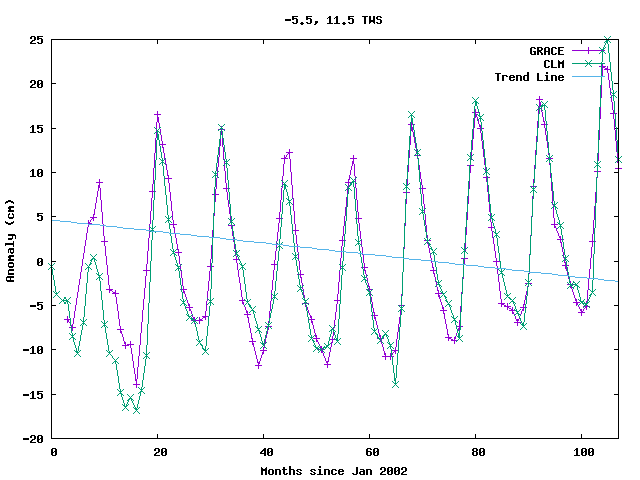 -5.5, 11.5 TWS
GRACE
CLM
Trend Line
25
20
15
10
5
0
-5
-10
-15
-20
Anomaly (cm)
0 20 40 60 80 100
Months since Jan 2002